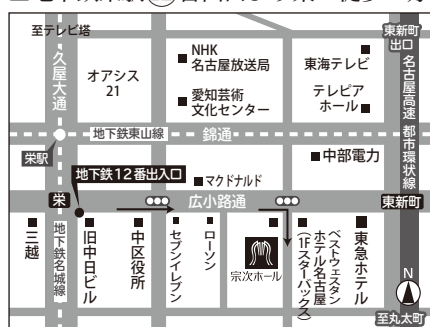 至テレビ塔
久屋大通
オアシス
21
NHK
名古屋放送局
愛知芸術
文化センター
東海テレビ
テレピア
ホール
東新町
出口
名古屋高速
都市環状線
地下鉄東山線
錦通
栄駅
中部電力
地下鉄12番出入口
マクドナルド
栄
広小路通
東新町
三越
地下鉄名城線
旧中日ビル
中区役所
セブンイレブン
ローソン
宗次ホール
ベストウェスタン
ホテル名古屋
(1Fスターバックス)
東急ホテル
N
至丸太町